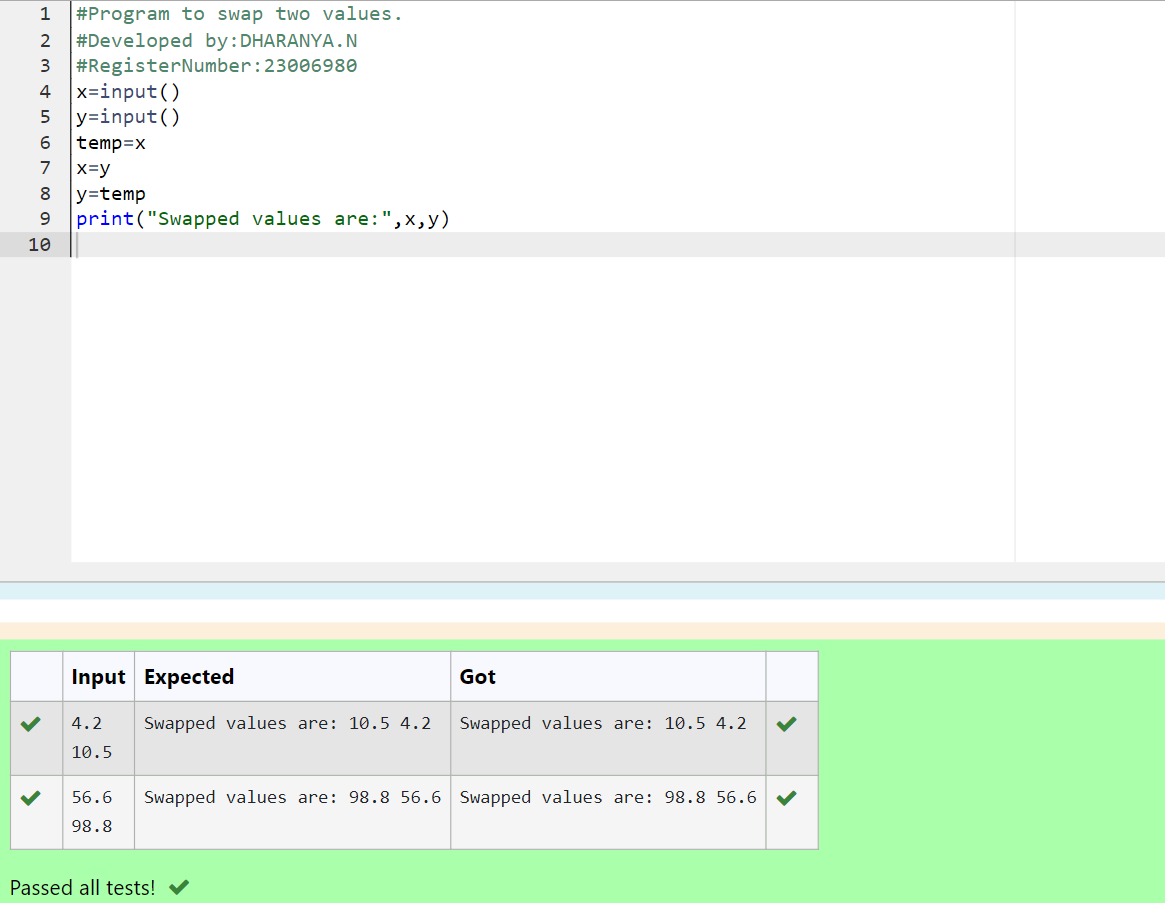 1 #Program to swap two values.
2 #Developed by:DHARANYA.N
3 #RegisterNumber:23006980
4 x=input()
5 y=input()
6 temp=x
7 x=y
8 y=temp
9 print("Swapped values are:",x,y)
10
Input Expected Got
4.2 Swapped values are: 10.5 4.2 Swapped values are: 10.5 4.2
10.5
56.6 Swapped values are: 98.8 56.6 Swapped values are: 98.8 56.6
98.8
Passed all tests!